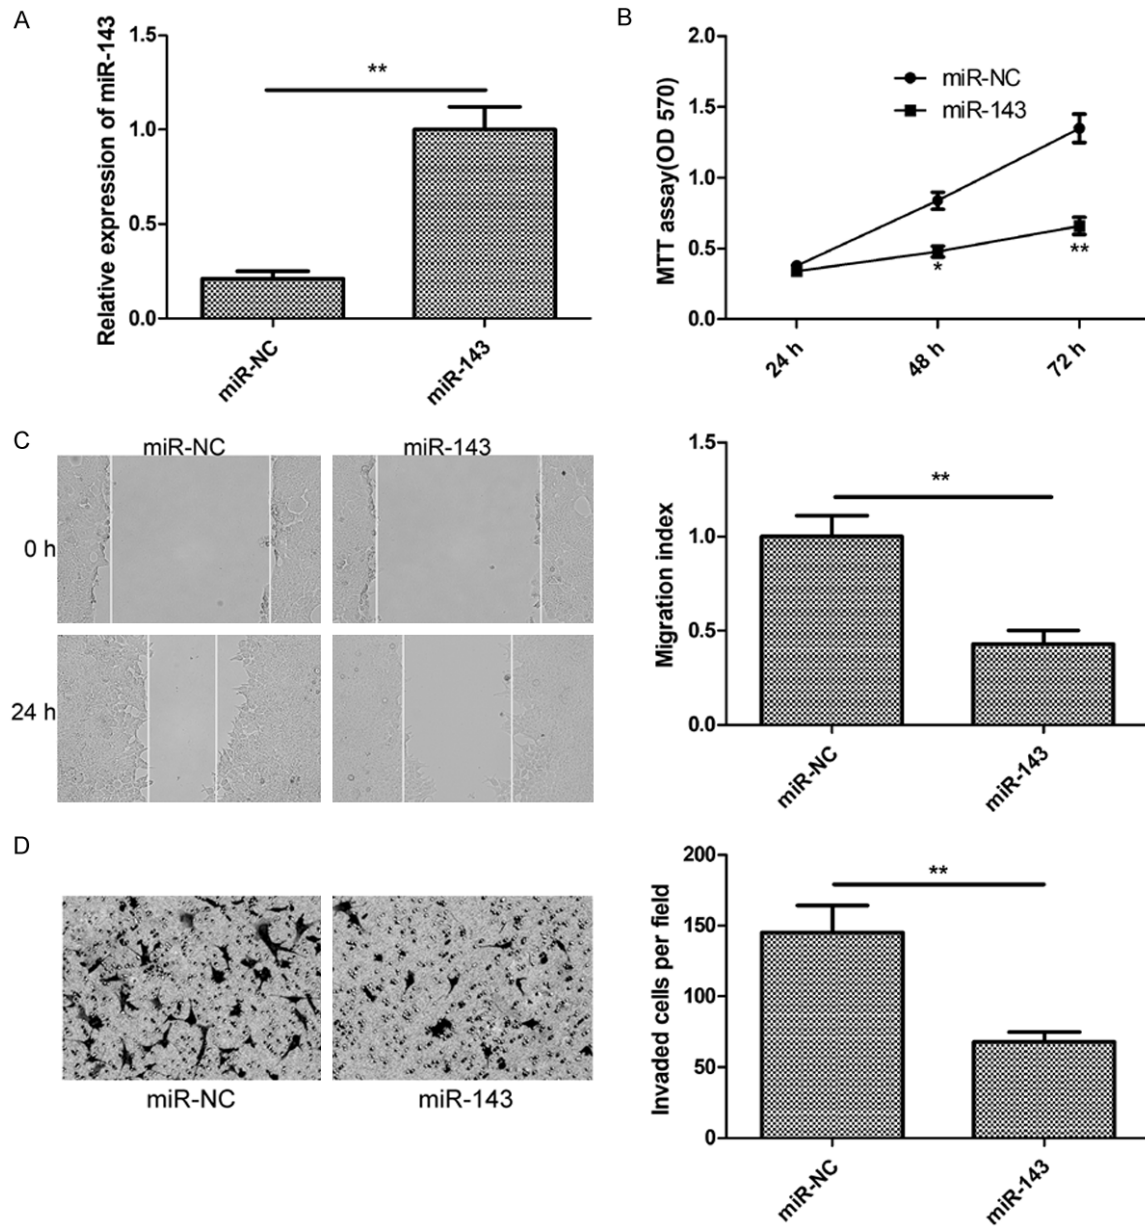 A
Relative expression of miR-143
1.5
1.0
0.5
0.0
**
miR-NC
miR-143
B
MTT assay(OD 570)
2.0
1.5
1.0
0.5
0.0
miR-NC
miR-143
*
**
24 h
48 h
72 h
C
miR-NC
miR-143
0 h
24 h
Migration index
1.5
1.0
0.5
0.0
**
miR-NC
miR-143
D
miR-NC
miR-143
Invaded cells per field
200
150
100
50
0
**
miR-NC
miR-143